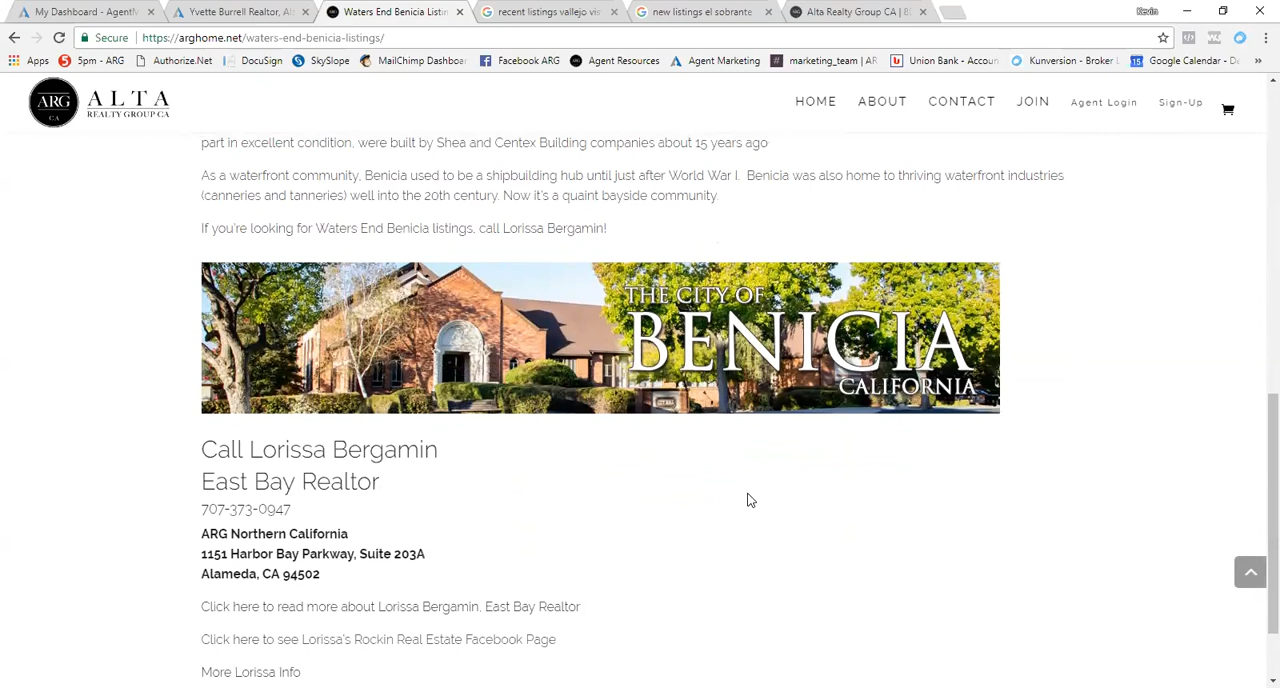 My Dashboard - AgentM
Yvette Burrell Realtor, Al
Waters End Benicia Listin
recent listings vallejo vis
new listings el sobrante
Alta Realty Group CA | 8
Kevin
Secure
https://arghome.net/waters-end-benicia-listings/
Apps
5pm - ARG
Authorize.Net
DocuSign
SkySlope
MailChimp Dashboa
Facebook ARG
Agent Resources
Agent Marketing
marketing_team | AR
Union Bank - Accoun
Kunversion - Broker
Google Calendar - De
ARG
CA
ALTA
REALTY GROUP CA
HOME
ABOUT
CONTACT
JOIN
Agent Login
Sign-Up
part in excellent condition, were built by Shea and Centex Building companies about 15 years ago
As a waterfront community, Benicia used to be a shipbuilding hub until just after World War I. Benicia was also home to thriving waterfront industries
(canneries and tanneries) well into the 20th century. Now it's a quaint bayside community.
If you're looking for Waters End Benicia listings, call Lorissa Bergamin!
THE CITY OF
BENICIA
CALIFORNIA
Call Lorissa Bergamin
East Bay Realtor
707-373-0947
ARG Northern California
1151 Harbor Bay Parkway, Suite 203A
Alameda, CA 94502
Click here to read more about Lorissa Bergamin, East Bay Realtor
Click here to see Lorissa's Rockin Real Estate Facebook Page
More Lorissa Info